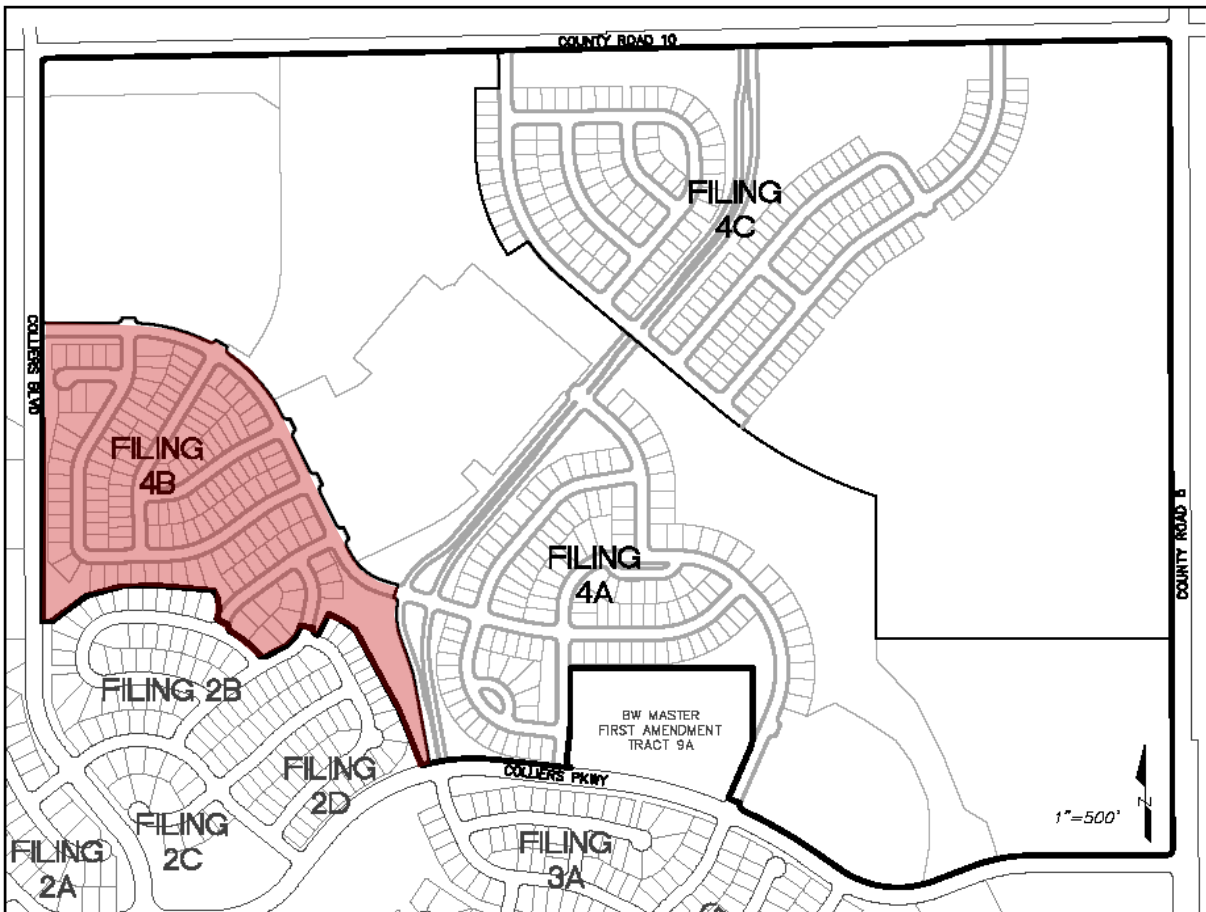 COUNTY ROAD 10
FILING
4C
COLLIERS BLVD
FILING
4B
COUNTY ROAD 5
FILING
4A
FILING 2B
BW MASTER
FIRST AMENDMENT
TRACT 9A
FILING
2D
COLLIERS PKWY
1"=500'
N
FILING
2C
FILING
3A
FILING
2A